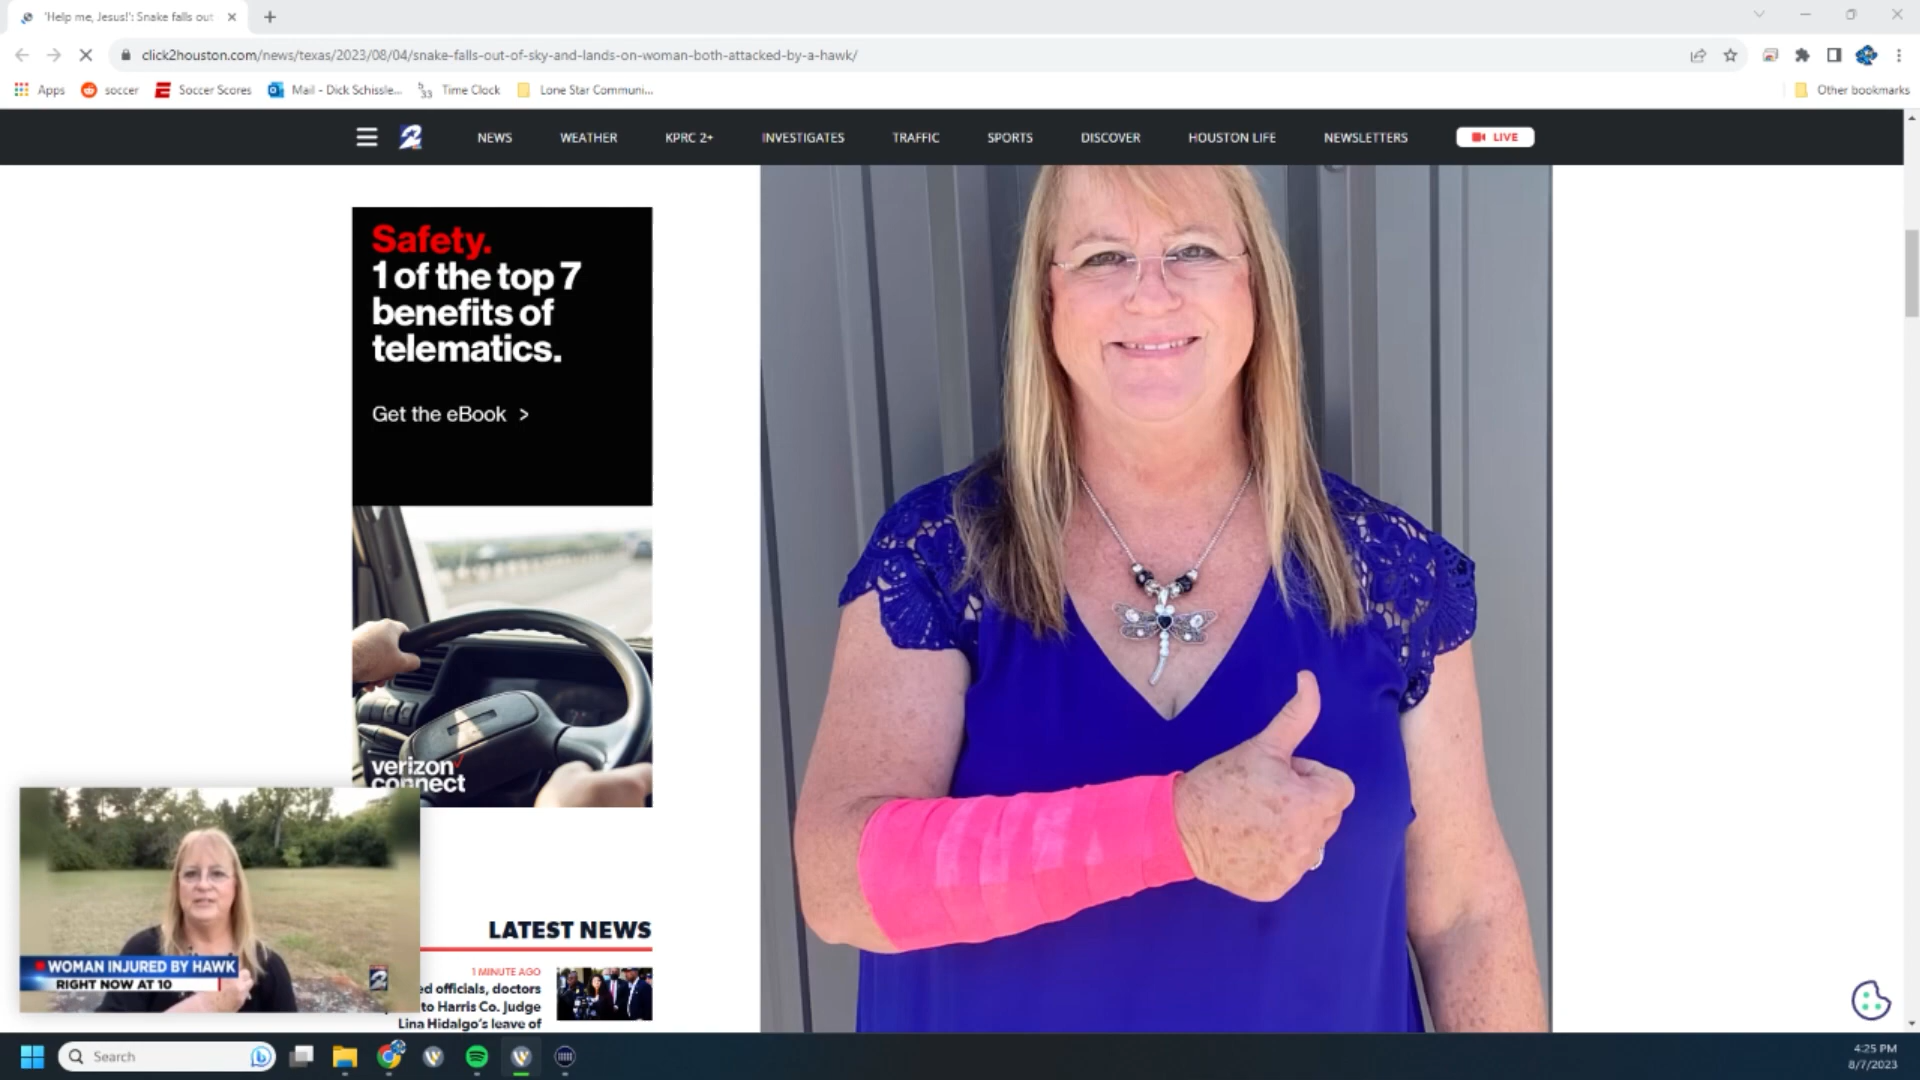 'Help me, Jesus!': Snake falls out
click2houston.com/news/texas/2023/08/04/snake-falls-out-of-sky-and-lands-on-woman-both-attacked-by-a-hawk/
Apps soccer Soccer Scores Mail - Dick Schissle... Time Clock Lone Star Communi... Other bookmarks
2 NEWS WEATHER KPRC 2+ INVESTIGATES TRAFFIC SPORTS DISCOVER HOUSTON LIFE NEWSLETTERS LIVE
Safety.
1 of the top 7
benefits of
telematics.
Get the eBook >
verizon
connect
WOMAN INJURED BY HAWK
RIGHT NOW AT 10
2
LATEST NEWS
1 MINUTE AGO
ed officials, doctors
to Harris Co. Judge
Lina Hidalgo's leave of
Search
4:25 PM
8/7/2023